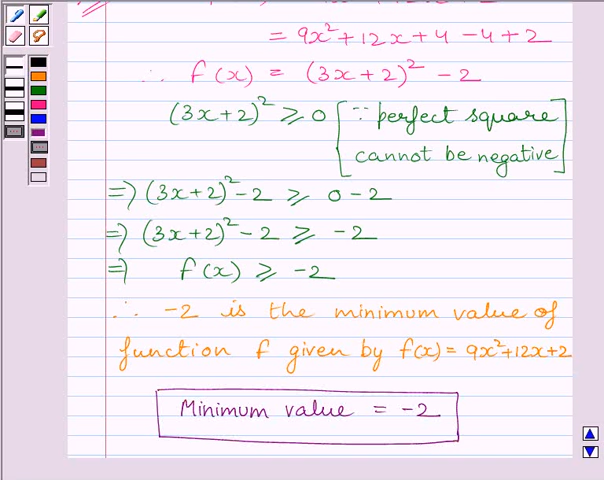 = 9x²+12x+4 -4+2
∴ f(x) = (3x+2)² -2
(3x+2)² ⩾ 0 [∵ perfect square
cannot be negative]
⇒) (3x+2)²-2 ⩾ 0-2
⇒) (3x+2)²-2 ⩾ -2
⇒) f(x) ⩾ -2
∴ -2 is the minimum value of
function f given by f(x)= 9x²+12x+2
Minimum value = -2